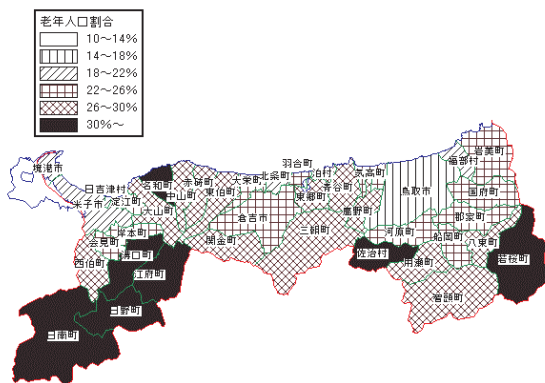 老年人口割合
10～14%
14～18%
18～22%
22～26%
26～30%
30%～
境港市
日吉津村
米子市
淀江町
名和町
中山町
赤碕町
東伯町
大栄町
北条町
羽合町
泊村
青谷町
気高町
鳥取市
福部村
岩美町
国府町
大山町
岸本町
会見町
西伯町
溝口町
江府町
日野町
日南町
関金町
倉吉市
東郷町
三朝町
鹿野町
河原町
郡家町
船岡町
八東町
若桜町
佐治村
用瀬町
智頭町